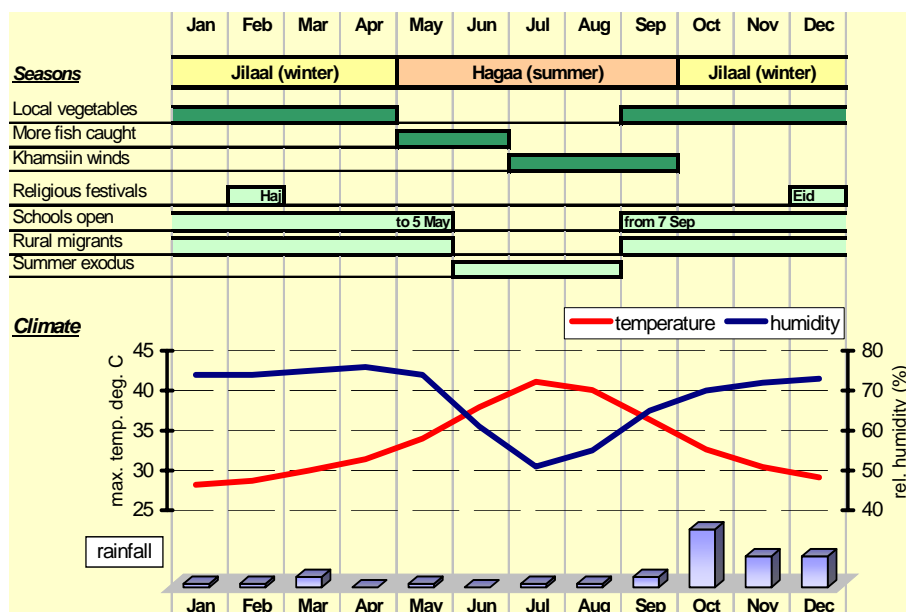 Jan Feb Mar Apr May Jun Jul Aug Sep Oct Nov Dec
Seasons Jilaal (winter) Hagaa (summer) Jilaal (winter)
Local vegetables
More fish caught
Khamsiin winds
Religious festivals Haj Eid
Schools open to 5 May from 7 Sep
Rural migrants
Summer exodus
Climate
temperature humidity
max. temp. deg. C
45
40
35
30
25
80
70
60
50
40
rel. humidity (%)
rainfall
Jan Feb Mar Apr May Jun Jul Aug Sep Oct Nov Dec